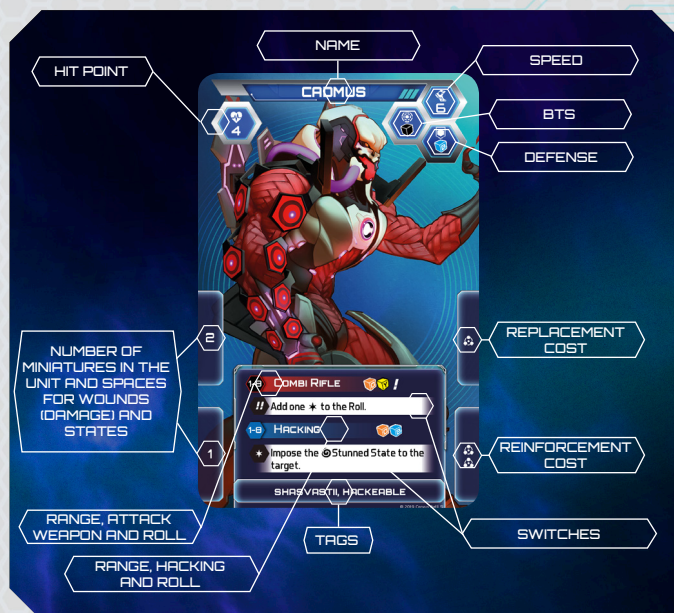 NAME
HIT POINT
SPEED
BTS
DEFENSE
CADMUS
4
6
2
1
NUMBER OF
MINIATURES IN THE
UNIT AND SPACES
FOR WOUNDS
(DAMAGE) AND
STATES
REPLACEMENT
COST
REINFORCEMENT
COST
1-8 COMBI RIFLE !
!! Add one ✶ to the Roll.
1-8 HACKING
✶ Impose the Stunned State to the
target.
SHASVASTII, HACKEABLE
RANGE, ATTACK
WEAPON AND ROLL
RANGE, HACKING
AND ROLL
TAGS
SWITCHES